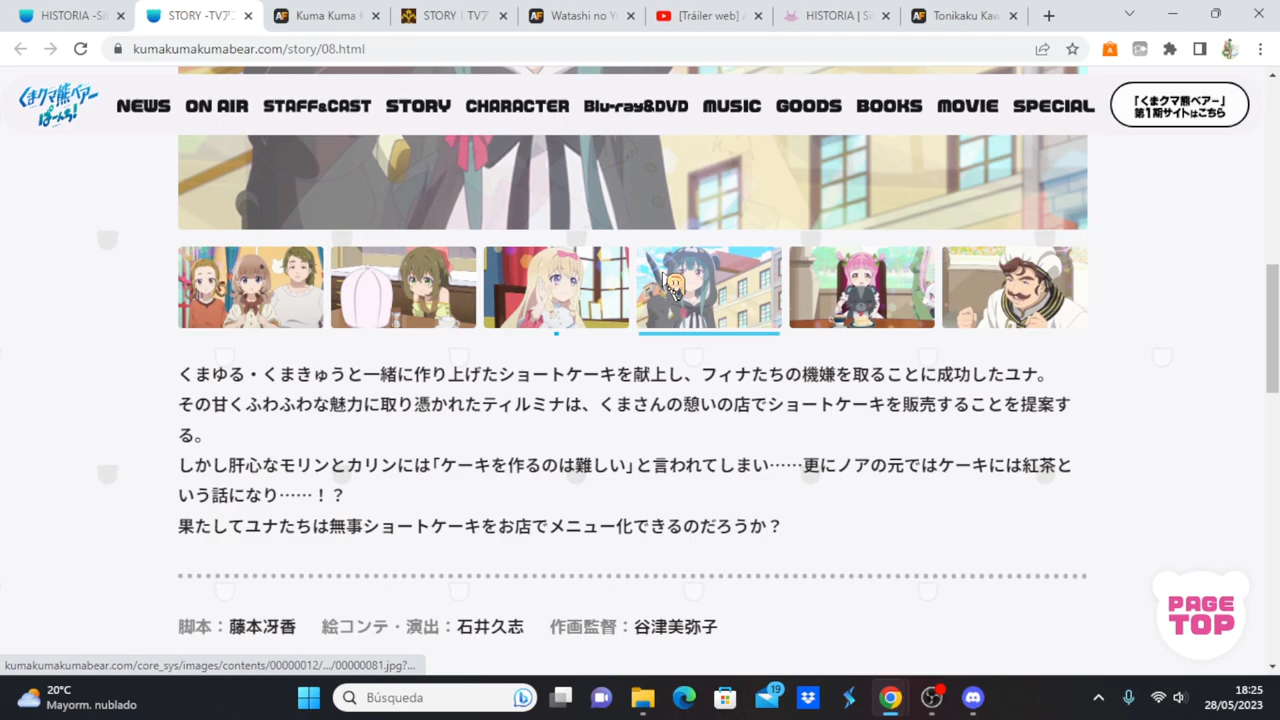 HISTORIA -Si
STORY -TVア
Kuma Kuma
STORY | TVア
Watashi no Y
[Tráiler web]
HISTORIA | Si
Tonikaku Kaw
kumakumakumabear.com/story/08.html
くまクマ熊ベアー
ぱーんち!
NEWS
ON AIR
STAFF&CAST
STORY
CHARACTER
Blu-ray&DVD
MUSIC
GOODS
BOOKS
MOVIE
SPECIAL
「くまクマ熊ベアー」
第1期サイトはこちら
くまゆる・くまきゅうと一緒に作り上げたショートケーキを献上し、フィナたちの機嫌を取ることに成功したユナ。
その甘くふわふわな魅力に取り憑かれたティルミナは、くまさんの憩いの店でショートケーキを販売することを提案す
る。
しかし肝心なモリンとカリンには「ケーキを作るのは難しい」と言われてしまい……更にノアの元ではケーキには紅茶と
いう話になり……！？
果たしてユナたちは無事ショートケーキをお店でメニュー化できるのだろうか？
脚本：藤本冴香 絵コンテ・演出：石井久志 作画監督：谷津美弥子
PAGE
TOP
kumakumakumabear.com/core_sys/images/contents/00000012/.../00000081.jpg?...
20°C
Mayorm. nublado
Búsqueda
19
18:25
28/05/2023